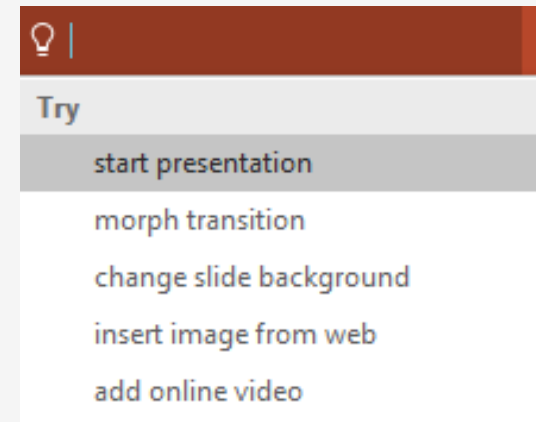 Try
start presentation
morph transition
change slide background
insert image from web
add online video